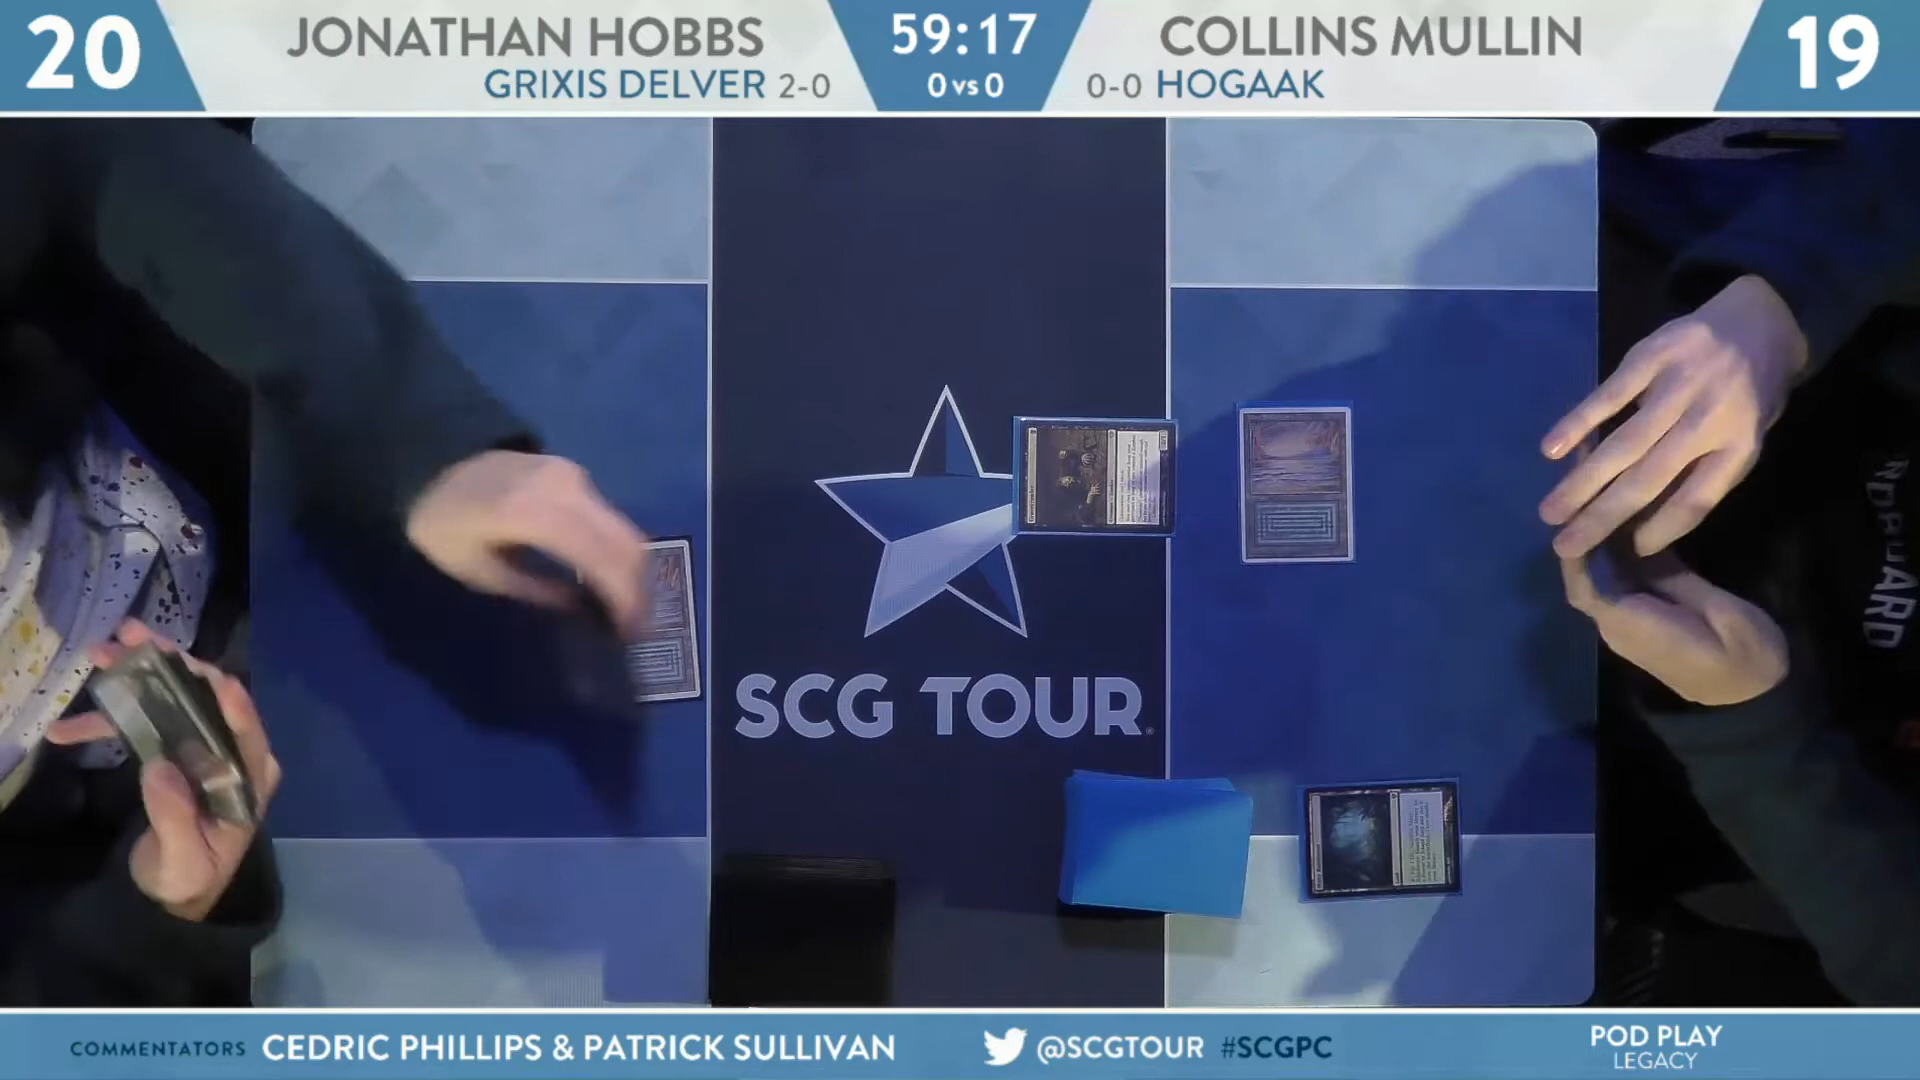 20
JONATHAN HOBBS
GRIXIS DELVER 2-0
59:17
0 vs 0
COLLINS MULLIN
0-0 HOGAAK
19
SCG TOUR
COMMENTATORS CEDRIC PHILLIPS & PATRICK SULLIVAN
@SCGTOUR #SCGPC
POD PLAY
LEGACY